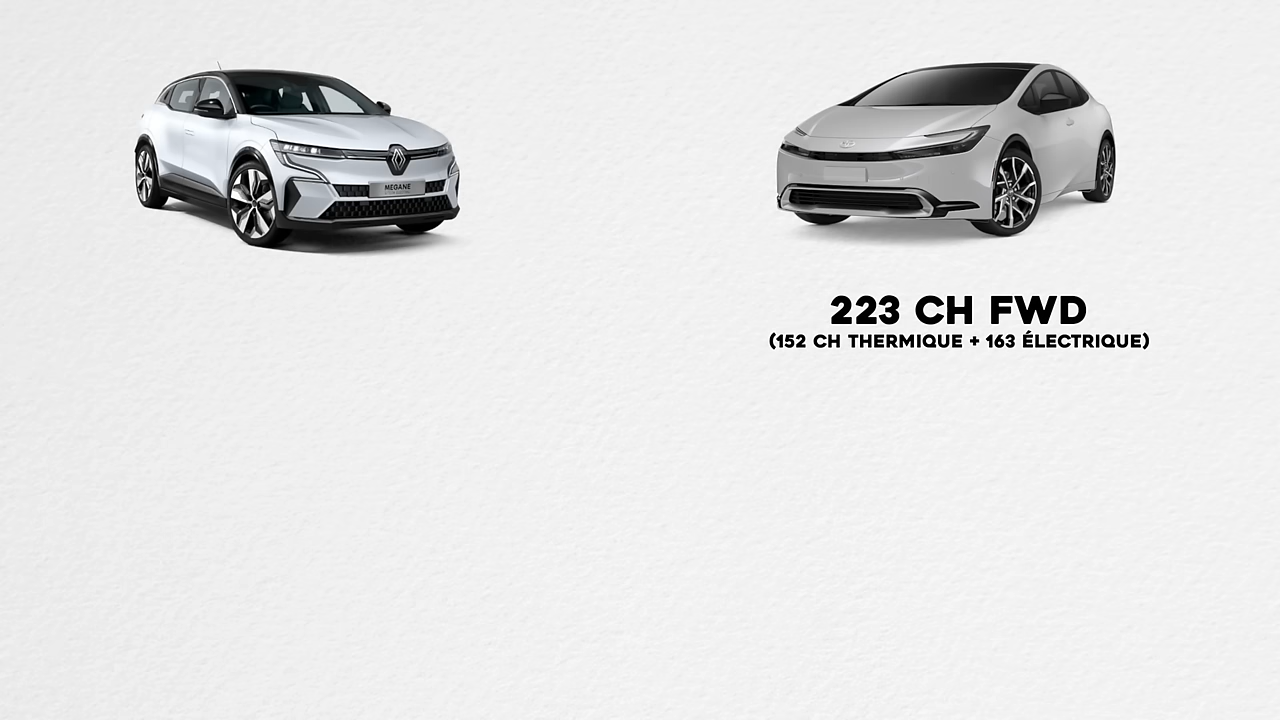 MEGANE
223 CH FWD
(152 CH THERMIQUE + 163 ÉLECTRIQUE)